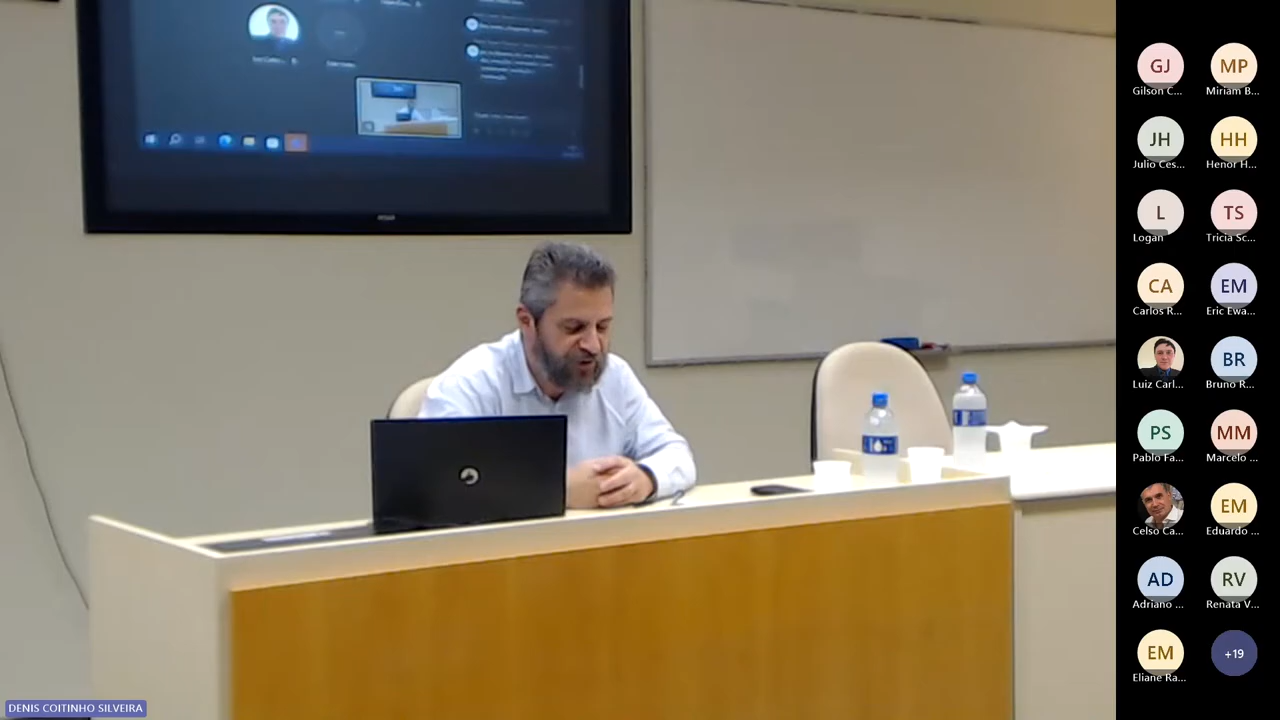 GJ
MP
Gilson C...
Miriam B...
JH
HH
Julio Ces...
Henor H...
L
TS
Logan
Tricia Sc...
CA
EM
Carlos R...
Eric Ewa...
BR
Luiz Carl...
Bruno R...
PS
MM
Pablo Fa...
Marcelo ...
EM
Celso Ca...
Eduardo ...
AD
RV
Adriano ...
Renata V...
EM
+19
Eliane Ra...
DENIS COITINHO SILVEIRA